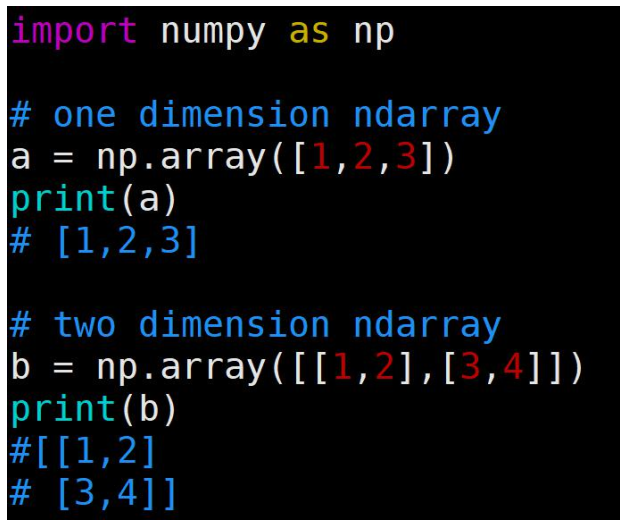 import numpy as np
# one dimension ndarray
a = np.array([1,2,3])
print(a)
# [1,2,3]
# two dimension ndarray
b = np.array([[1,2],[3,4]])
print(b)
#[[1,2]
# [3,4]]